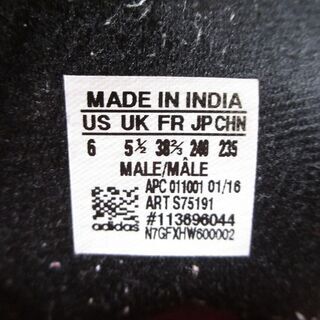 MADE IN INDIA
US UK FR JP CHN
6 5½ 38⅔ 240 235
MALE/MÂLE
APC 011001 01/16
ART S75191
#113696044
adidas N7GFXHW600002